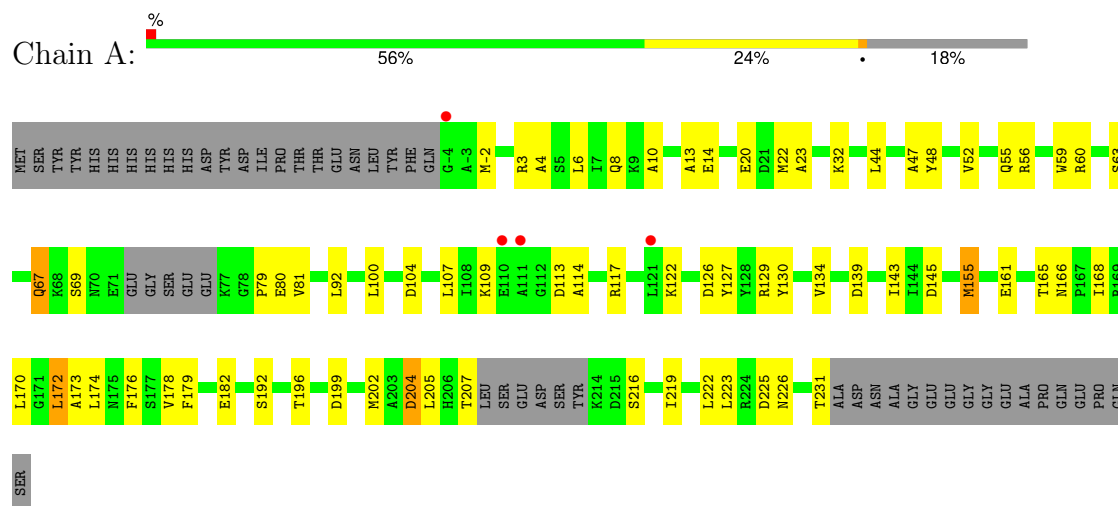 %
Chain A:
56% 24% • 18%
MET SER TYR TYR HIS HIS HIS HIS HIS HIS ASP TYR ASP ILE PRO THR THR GLU ASN LEU TYR PHE GLN G-4 A-3 M-2 R3 A4 S5 L6 I7 Q8 K9 A10 A13 E14 E20 D21 M22 A23 K32 L44 A47 Y48 V52 Q55 R56 W59 R60 S63
Q67 K68 S69 N70 E71 GLU GLY SER GLU GLU K77 G78 P79 E80 V81 L92 L100 D104 L107 I108 K109 E110 A111 G112 D113 A114 R117 L121 K122 D126 Y127 Y128 R129 Y130 V134 D139 I143 I144 D145 M155 E161 T165 N166 P167 I168 R169
L170 G171 L172 A173 L174 N175 F176 S177 V178 F179 E182 S192 T196 D199 M202 A203 D204 L205 H206 T207 LEU SER GLU ASP SER TYR K214 D215 S216 I219 L222 L223 R224 D225 N226 T231 ALA ASP ASN ALA GLY GLU GLU GLY GLY GLU ALA PRO GLN GLU PRO GLN
SER